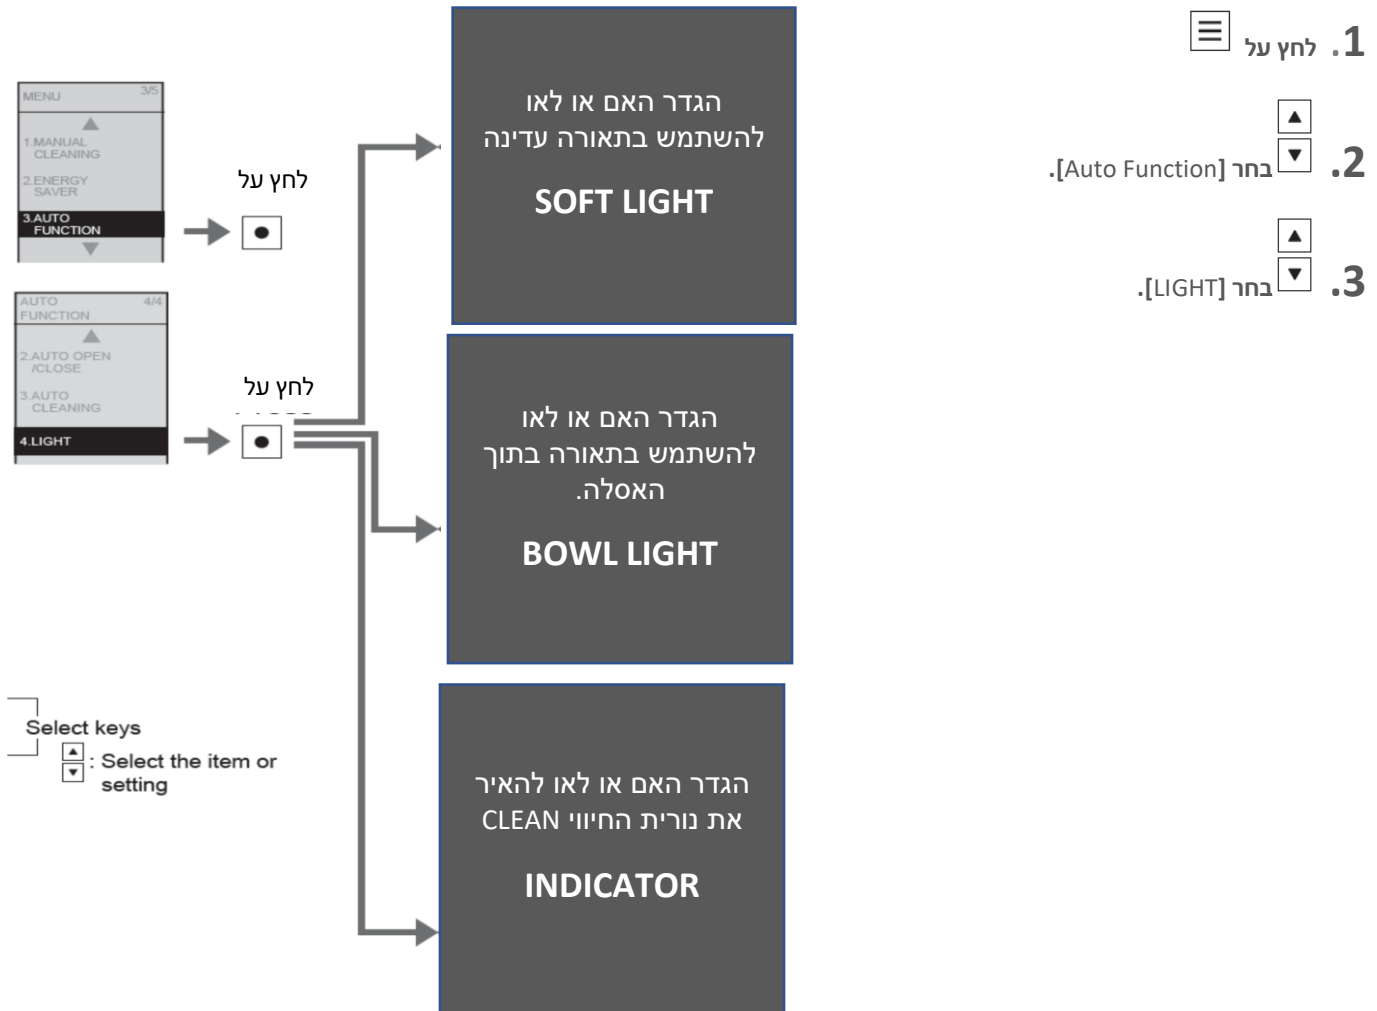 1. לחץ על
2. בחר [Auto Function].
3. בחר [LIGHT].
MENU 3/5
1.MANUAL
CLEANING
2.ENERGY
SAVER
3.AUTO
FUNCTION
לחץ על
AUTO 4/4
FUNCTION
2.AUTO OPEN
/CLOSE
3.AUTO
CLEANING
4.LIGHT
לחץ על
הגדר האם או לאו
להשתמש בתאורה עדינה
SOFT LIGHT
הגדר האם או לאו
להשתמש בתאורה בתוך
האסלה.
BOWL LIGHT
הגדר האם או לאו להאיר
את נורית החיווי CLEAN
INDICATOR
Select keys
: Select the item or
setting